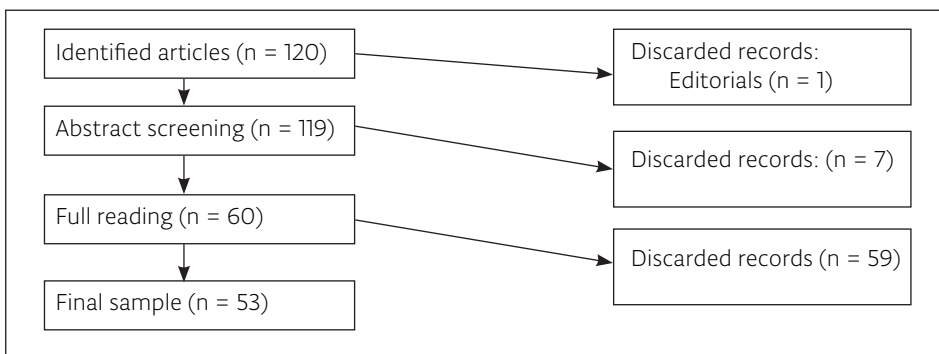 Identified articles (n = 120)
Discarded records:
Editorials (n = 1)
Abstract screening (n = 119)
Discarded records: (n = 7)
Full reading (n = 60)
Discarded records (n = 59)
Final sample (n = 53)